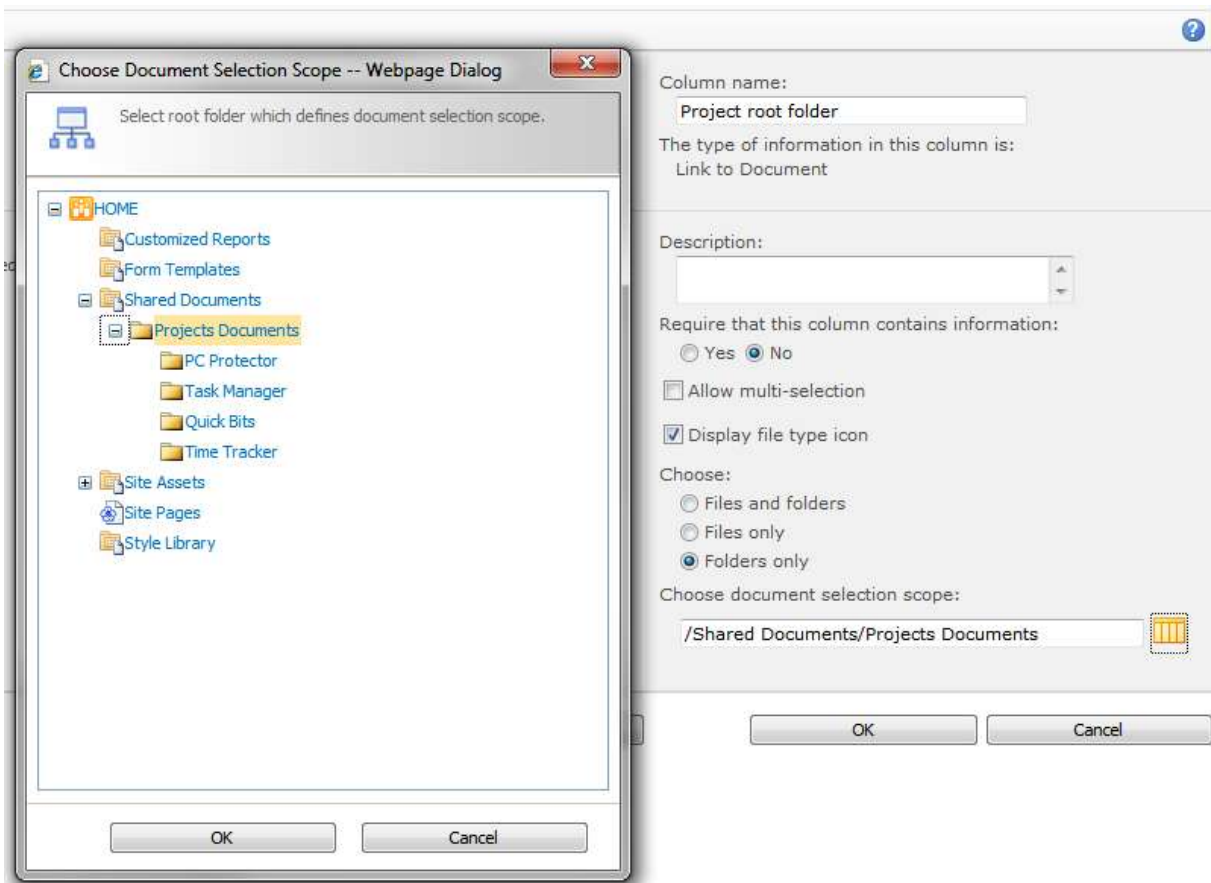 Choose Document Selection Scope -- Webpage Dialog
Select root folder which defines document selection scope.
HOME
Customized Reports
Form Templates
Shared Documents
Projects Documents
PC Protector
Task Manager
Quick Bits
Time Tracker
Site Assets
Site Pages
Style Library
OK Cancel
Column name:
Project root folder
The type of information in this column is:
Link to Document
Description:
Require that this column contains information:
Yes No
Allow multi-selection
Display file type icon
Choose:
Files and folders
Files only
Folders only
Choose document selection scope:
/Shared Documents/Projects Documents
OK Cancel